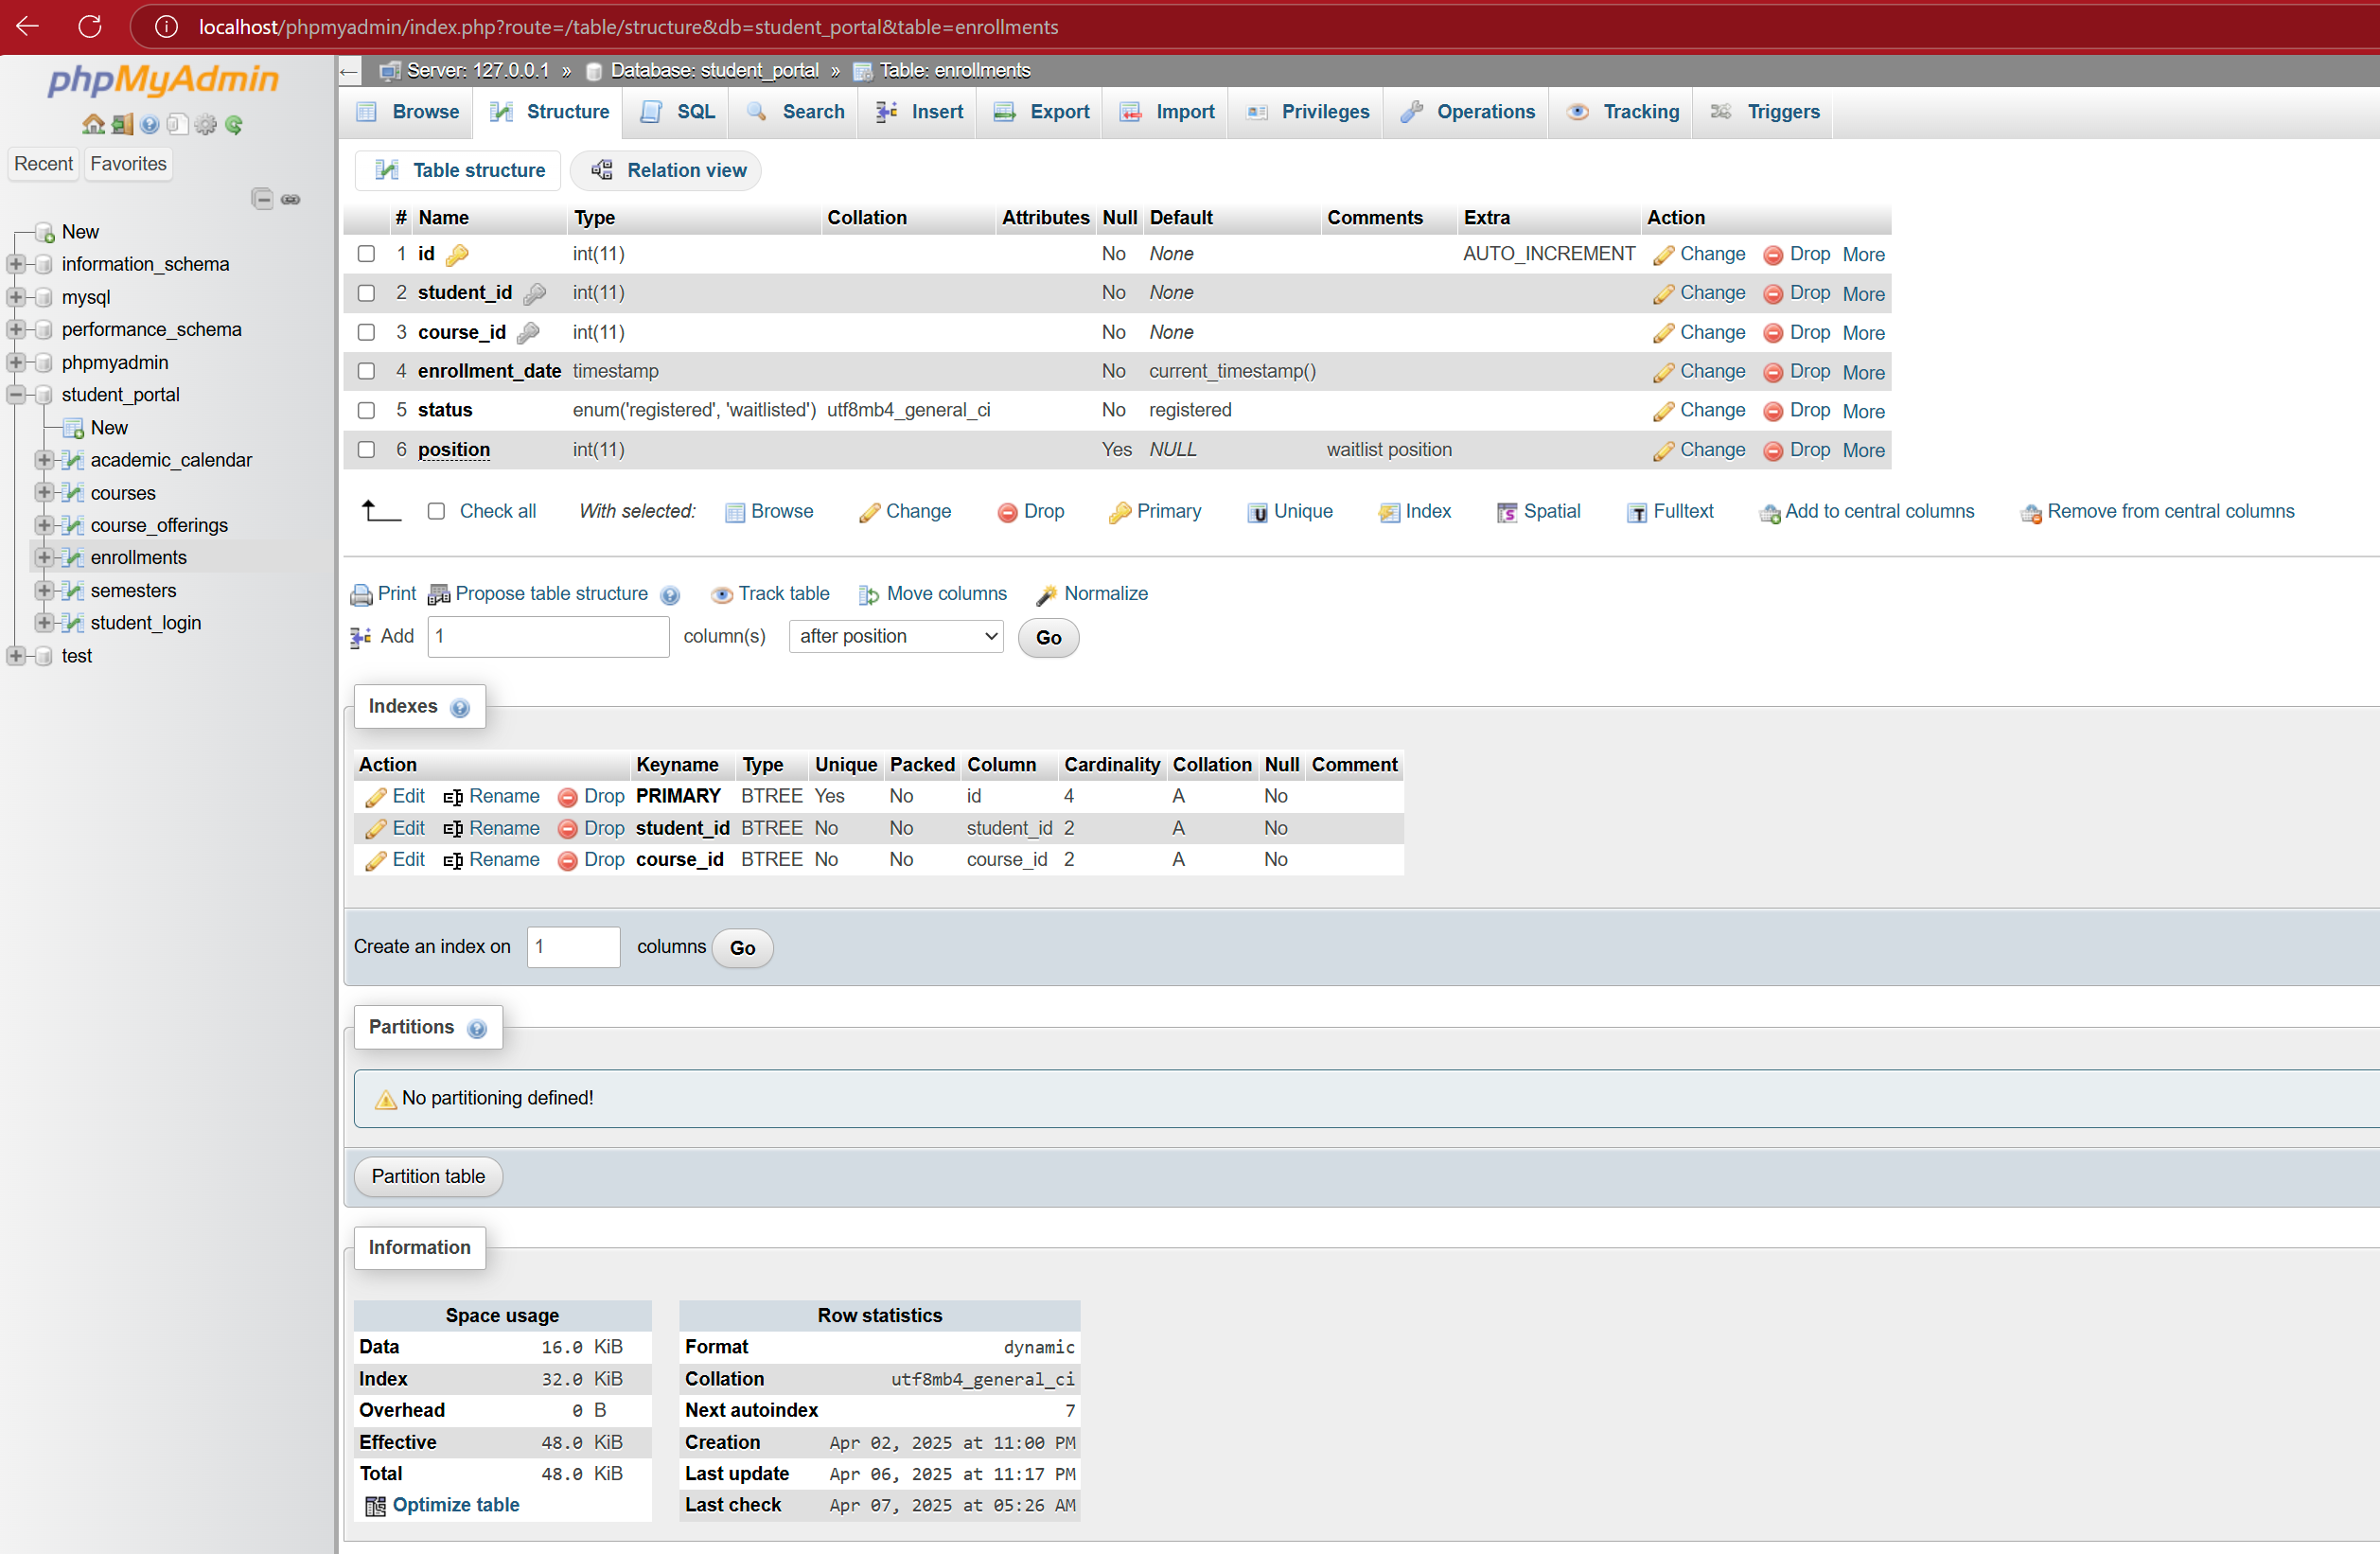 localhost/phpmyadmin/index.php?route=/table/structure&db=student_portal&table=enrollments
phpMyAdmin
Recent Favorites
New
information_schema
mysql
performance_schema
phpmyadmin
student_portal
New
academic_calendar
courses
course_offerings
enrollments
semesters
student_login
test
Server: 127.0.0.1 » Database: student_portal » Table: enrollments
Browse Structure SQL Search Insert Export Import Privileges Operations Tracking Triggers
Table structure Relation view
# Name Type Collation Attributes Null Default Comments Extra Action
1 id int(11) No None AUTO_INCREMENT Change Drop More
2 student_id int(11) No None Change Drop More
3 course_id int(11) No None Change Drop More
4 enrollment_date timestamp No current_timestamp() Change Drop More
5 status enum('registered', 'waitlisted') utf8mb4_general_ci No registered Change Drop More
6 position int(11) Yes NULL waitlist position Change Drop More
Check all With selected: Browse Change Drop Primary Unique Index Spatial Fulltext Add to central columns Remove from central columns
Print Propose table structure Track table Move columns Normalize
Add 1 column(s) after position Go
Indexes
Action Keyname Type Unique Packed Column Cardinality Collation Null Comment
Edit Rename Drop PRIMARY BTREE Yes No id 4 A No
Edit Rename Drop student_id BTREE No No student_id 2 A No
Edit Rename Drop course_id BTREE No No course_id 2 A No
Create an index on 1 columns Go
Partitions
No partitioning defined!
Partition table
Information
Space usage
Data 16.0 KiB
Index 32.0 KiB
Overhead 0 B
Effective 48.0 KiB
Total 48.0 KiB
Optimize table
Row statistics
Format dynamic
Collation utf8mb4_general_ci
Next autoindex 7
Creation Apr 02, 2025 at 11:00 PM
Last update Apr 06, 2025 at 11:17 PM
Last check Apr 07, 2025 at 05:26 AM